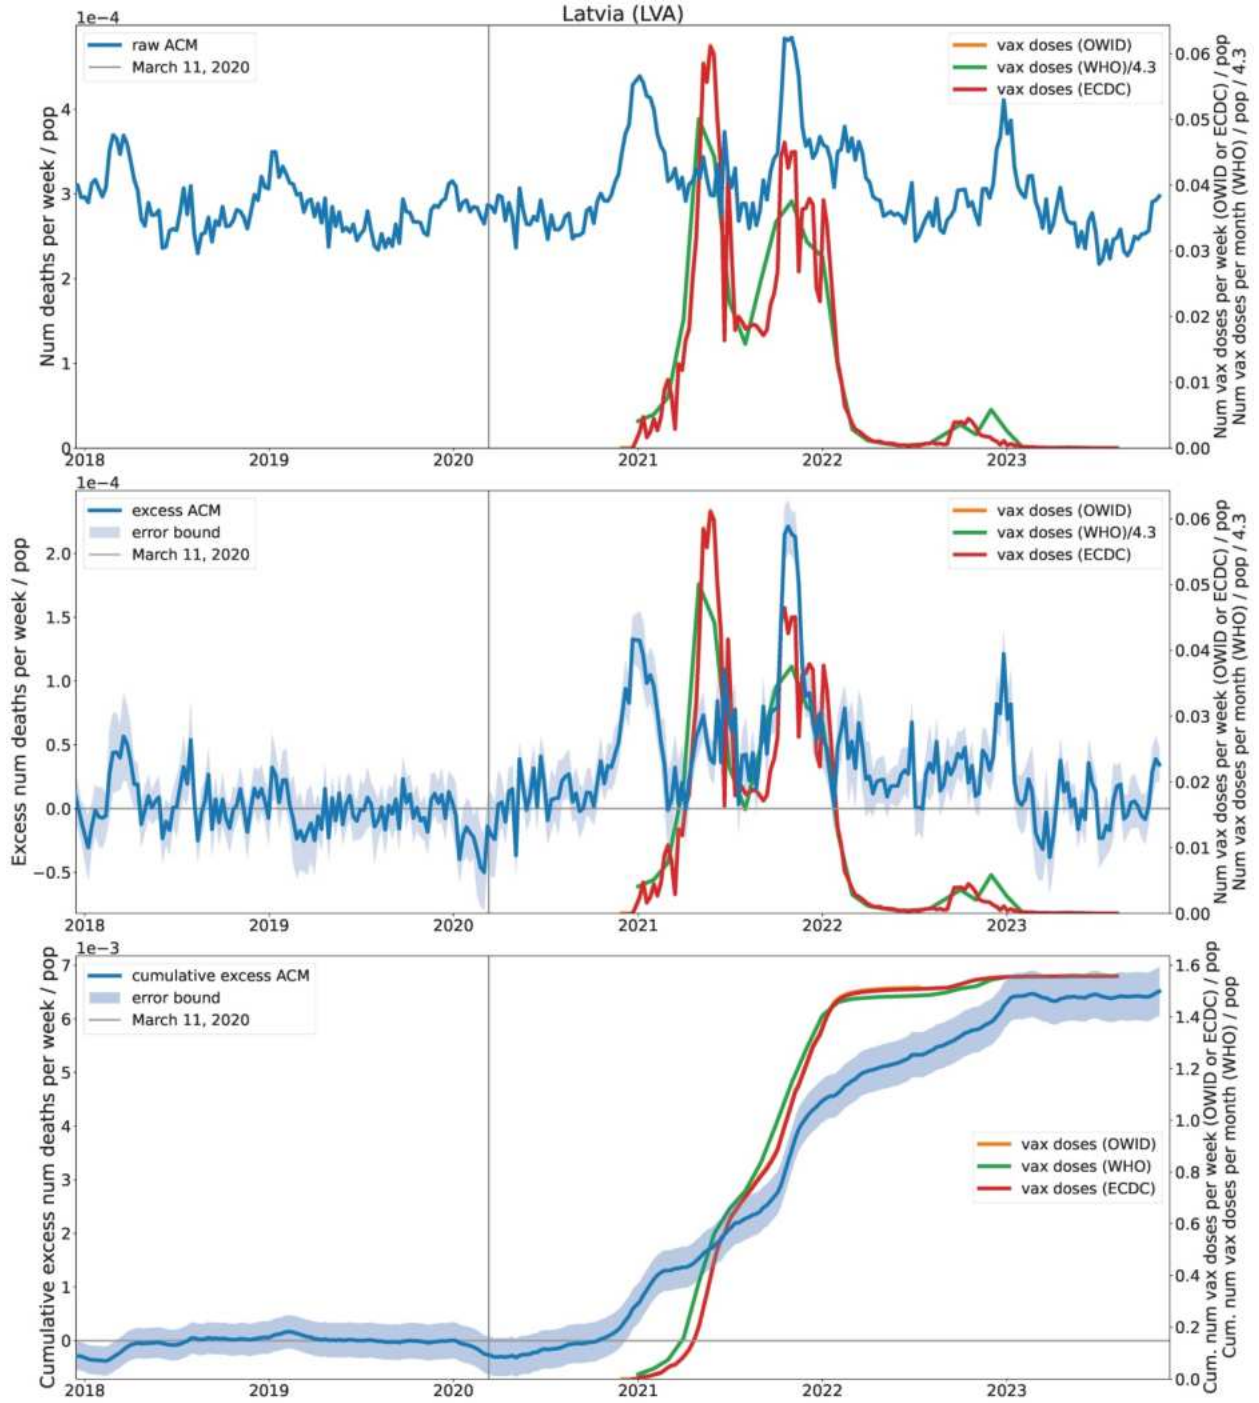 Latvia (LVA)
1e−4
raw ACM
March 11, 2020
vax doses (OWID)
vax doses (WHO)/4.3
vax doses (ECDC)
Num deaths per week / pop
4
3
2
1
0
0.06
0.05
0.04
0.03
0.02
0.01
0.00
Num vax doses per week (OWID or ECDC) / pop
Num vax doses per month (WHO) / pop / 4.3
2018 2019 2020 2021 2022 2023
1e−4
excess ACM
error bound
March 11, 2020
vax doses (OWID)
vax doses (WHO)/4.3
vax doses (ECDC)
Excess num deaths per week / pop
2.0
1.5
1.0
0.5
0.0
−0.5
0.06
0.05
0.04
0.03
0.02
0.01
0.00
Num vax doses per week (OWID or ECDC) / pop
Num vax doses per month (WHO) / pop / 4.3
2018 2019 2020 2021 2022 2023
1e−3
cumulative excess ACM
error bound
March 11, 2020
Cumulative excess num deaths per week / pop
7
6
5
4
3
2
1
0
vax doses (OWID)
vax doses (WHO)
vax doses (ECDC)
1.6
1.4
1.2
1.0
0.8
0.6
0.4
0.2
0.0
Cum. num vax doses per week (OWID or ECDC) / pop
Cum. num vax doses per month (WHO) / pop
2018 2019 2020 2021 2022 2023